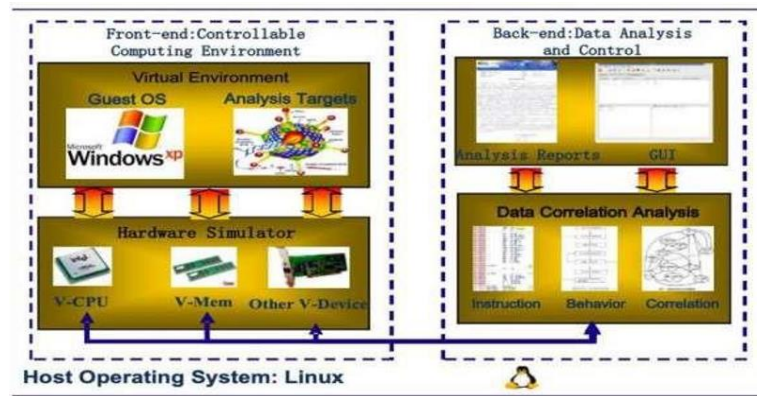 Front-end:Controllable
Computing Environment
Virtual Environment
Guest OS
Analysis Targets
Microsoft
Windows xp
Hardware Simulator
V-CPU
V-Mem
Other V-Device
Back-end:Data Analysis
and Control
Analysis Reports
GUI
Data Correlation Analysis
Instruction
Behavior
Correlation
Host Operating System: Linux